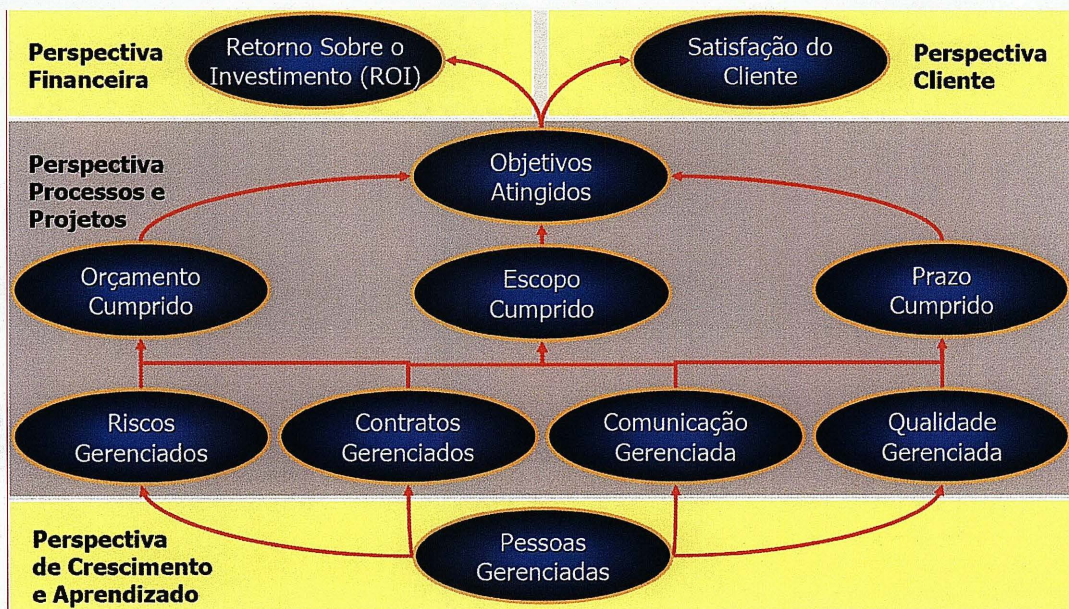 Perspectiva
Financeira
Retorno Sobre o
Investimento (ROI)
Satisfação do
Cliente
Perspectiva
Cliente
Perspectiva
Processos e
Projetos
Objetivos
Atingidos
Orçamento
Cumprido
Escopo
Cumprido
Prazo
Cumprido
Riscos
Gerenciados
Contratos
Gerenciados
Comunicação
Gerenciada
Qualidade
Gerenciada
Perspectiva
de Crescimento
e Aprendizado
Pessoas
Gerenciadas